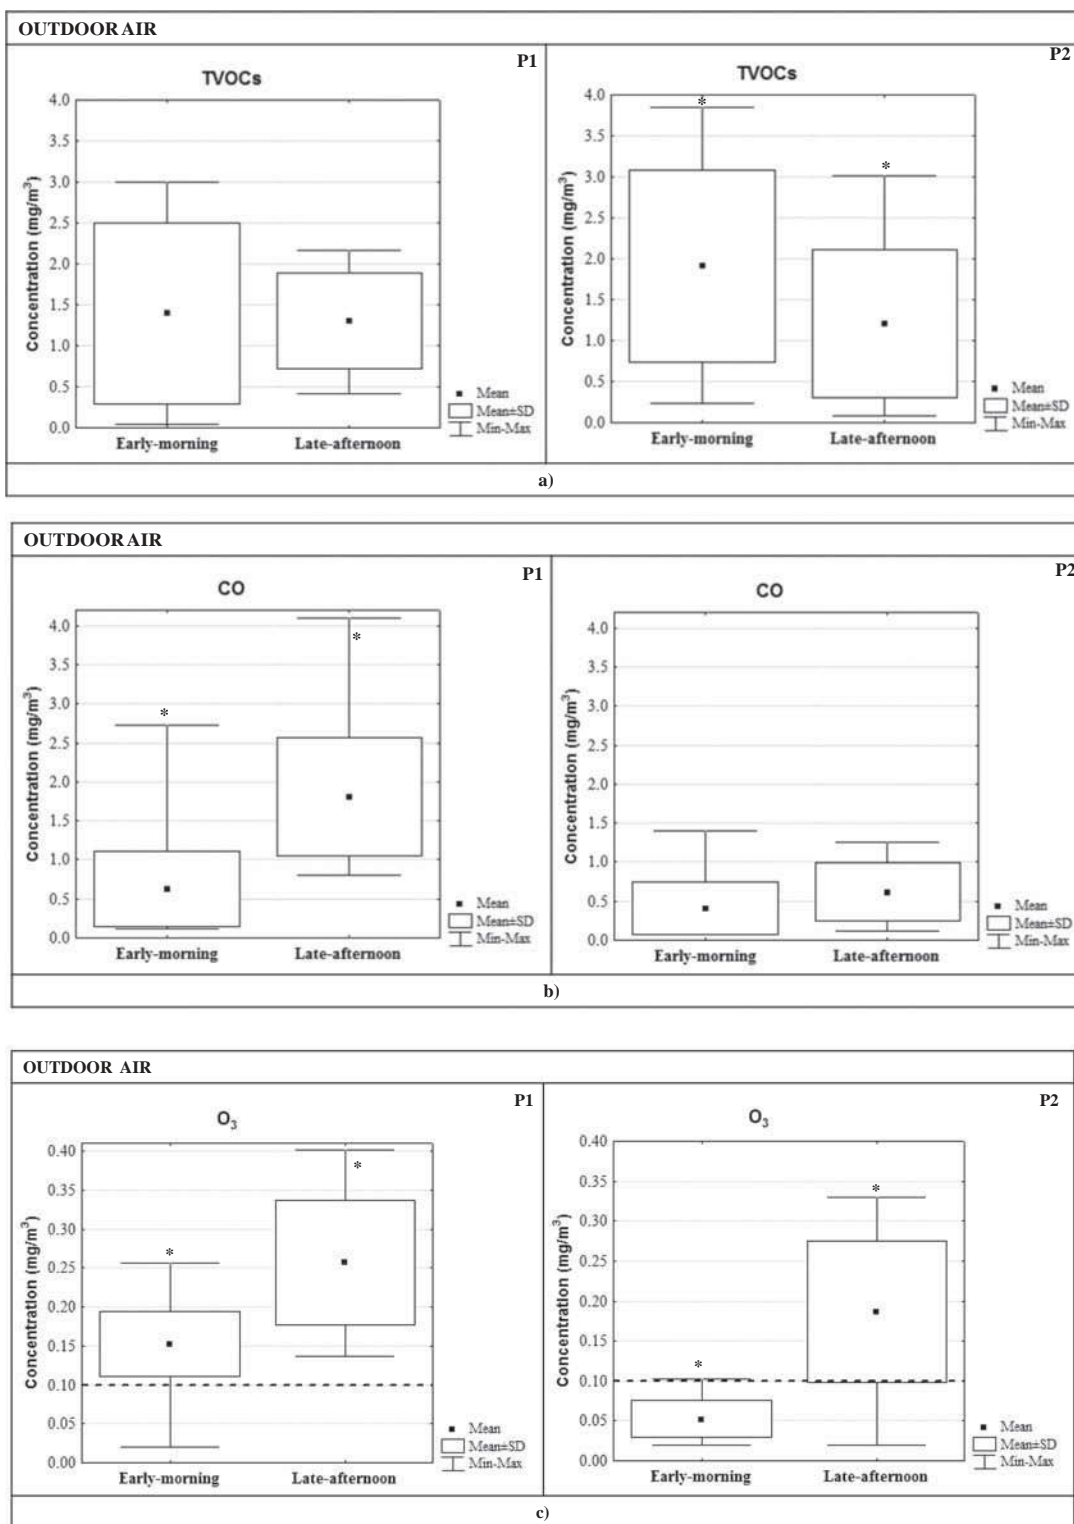 OUTDOOR AIR
P1
P2
TVOCs
TVOCs
Concentration (mg/m³)
4.0
3.5
3.0
2.5
2.0
1.5
1.0
0.5
0.0
Early-morning
Late-afternoon
Mean
Mean±SD
Min-Max
*
*
Concentration (mg/m³)
4.0
3.5
3.0
2.5
2.0
1.5
1.0
0.5
0.0
Early-morning
Late-afternoon
Mean
Mean±SD
Min-Max
a)
OUTDOOR AIR
P1
P2
CO
CO
*
*
Concentration (mg/m³)
4.0
3.5
3.0
2.5
2.0
1.5
1.0
0.5
0.0
Early-morning
Late-afternoon
Mean
Mean±SD
Min-Max
Concentration (mg/m³)
4.0
3.5
3.0
2.5
2.0
1.5
1.0
0.5
0.0
Early-morning
Late-afternoon
Mean
Mean±SD
Min-Max
b)
OUTDOOR AIR
P1
P2
O₃
O₃
*
*
Concentration (mg/m³)
0.40
0.35
0.30
0.25
0.20
0.15
0.10
0.05
0.00
Early-morning
Late-afternoon
Mean
Mean±SD
Min-Max
*
*
Concentration (mg/m³)
0.40
0.35
0.30
0.25
0.20
0.15
0.10
0.05
0.00
Early-morning
Late-afternoon
Mean
Mean±SD
Min-Max
c)